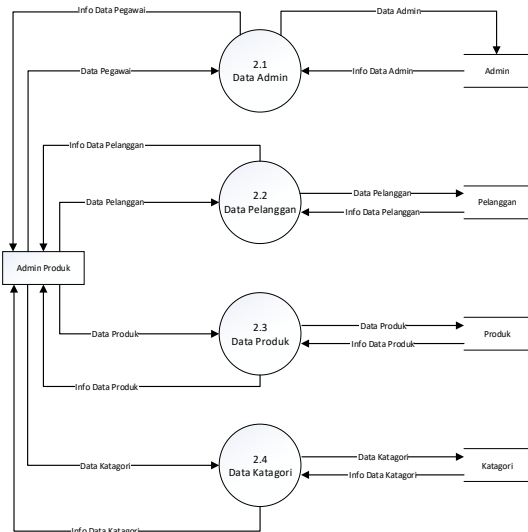 Info Data Pegawai
Data Admin
Data Pegawai
2.1
Data Admin
Info Data Admin
Admin
Info Data Pelanggan
Data Pelanggan
2.2
Data Pelanggan
Data Pelanggan
Info Data Pelanggan
Pelanggan
Admin Produk
Data Produk
2.3
Data Produk
Data Produk
Info Data Produk
Produk
Info Data Produk
Data Katagori
2.4
Data Katagori
Data Katagori
Info Data Katagori
Katagori
Info Data Katagori